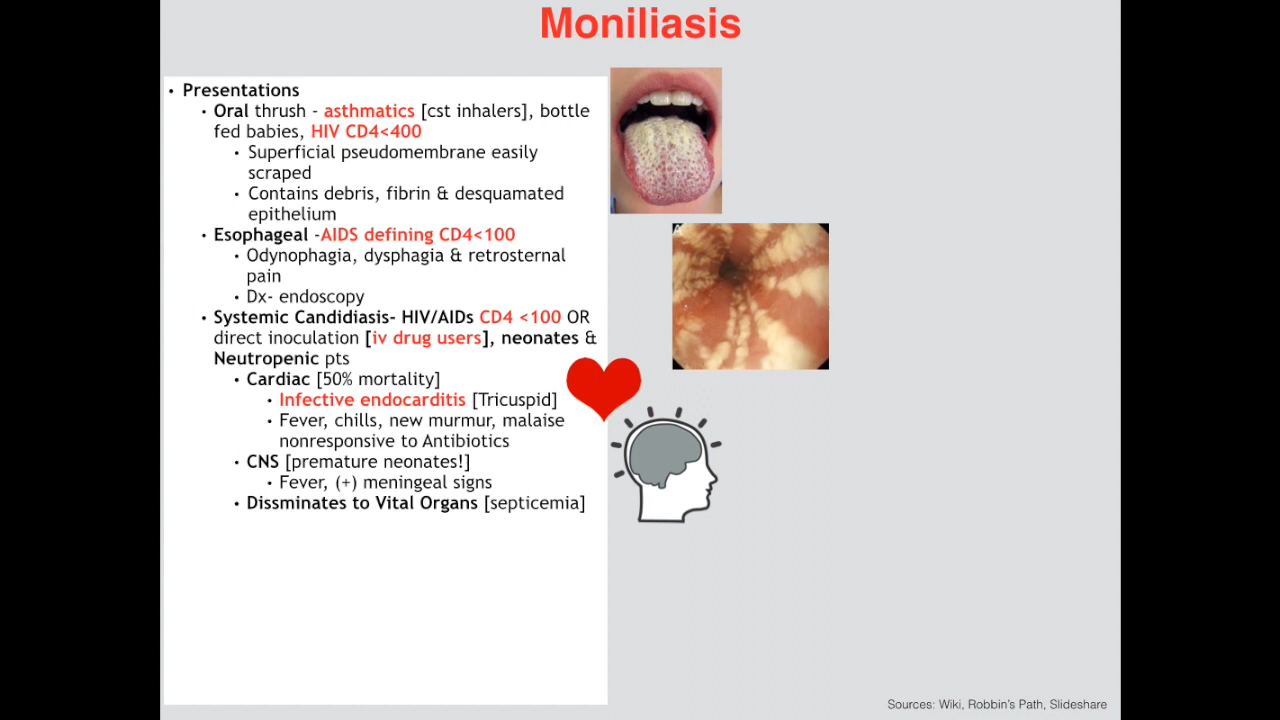 Moniliasis
• Presentations
• Oral thrush - asthmatics [cst inhalers], bottle
fed babies, HIV CD4<400
• Superficial pseudomembrane easily
scraped
• Contains debris, fibrin & desquamated
epithelium
• Esophageal -AIDS defining CD4<100
• Odynophagia, dysphagia & retrosternal
pain
• Dx- endoscopy
• Systemic Candidiasis- HIV/AIDs CD4 <100 OR
direct inoculation [iv drug users], neonates &
Neutropenic pts
• Cardiac [50% mortality]
• Infective endocarditis [Tricuspid]
• Fever, chills, new murmur, malaise
nonresponsive to Antibiotics
• CNS [premature neonates!]
• Fever, (+) meningeal signs
• Dissminates to Vital Organs [septicemia]
Sources: Wiki, Robbin's Path, Slideshare